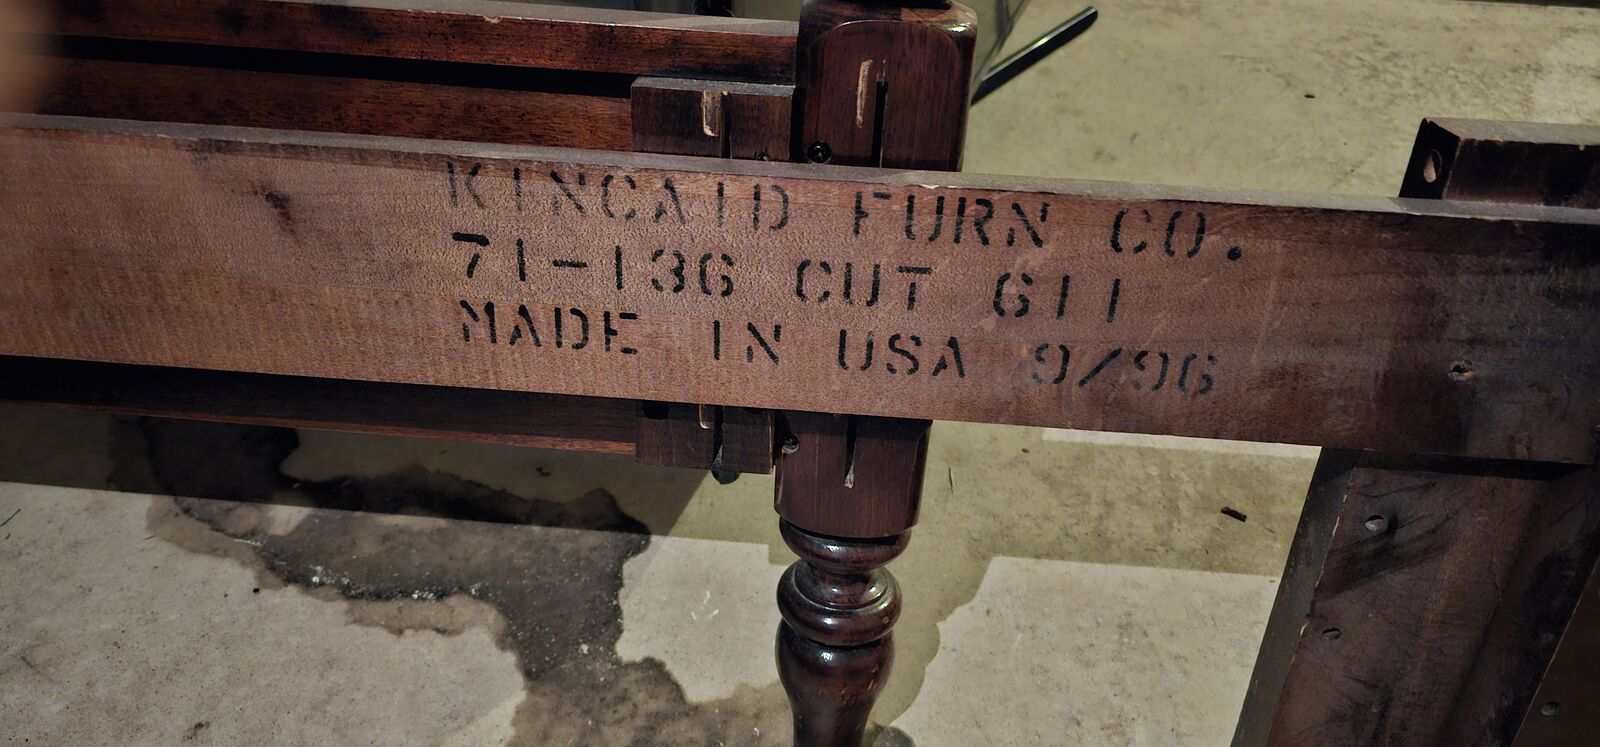 KINCAID FURN CO.
71-136 CUT 611
MADE IN USA 9/96